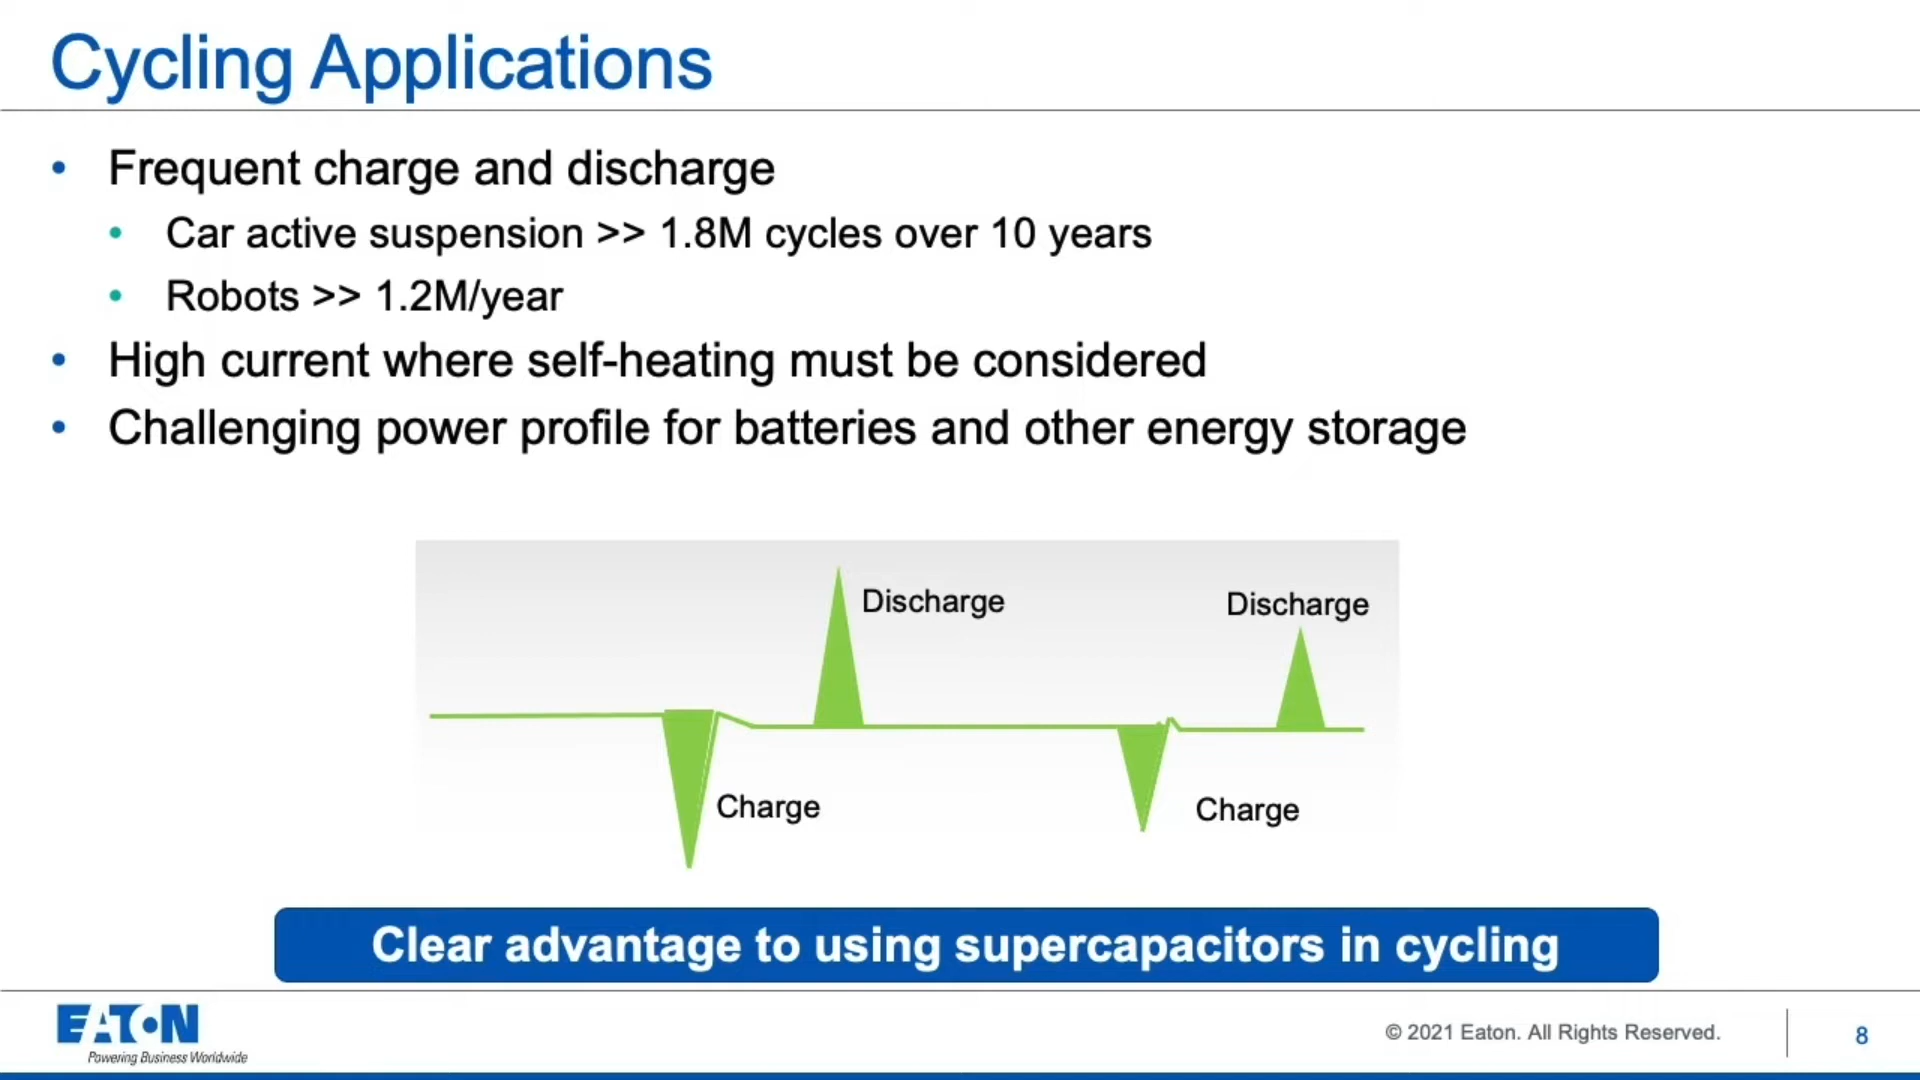 Cycling Applications
• Frequent charge and discharge
• Car active suspension >> 1.8M cycles over 10 years
• Robots >> 1.2M/year
• High current where self-heating must be considered
• Challenging power profile for batteries and other energy storage
Discharge
Discharge
Charge
Charge
Clear advantage to using supercapacitors in cycling
EATON
Powering Business Worldwide
© 2021 Eaton. All Rights Reserved.
8